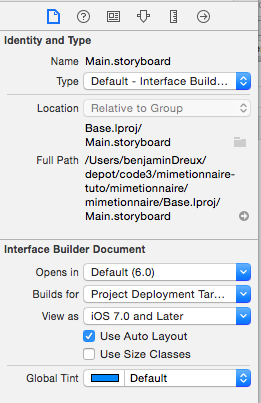 Identity and Type
Name Main.storyboard
Type Default - Interface Build...
Location Relative to Group
Base.lproj/
Main.storyboard
Full Path /Users/benjaminDreux/
depot/code3/mimetionnaire-
tuto/mimetionnaire/
mimetionnaire/Base.lproj/
Main.storyboard
Interface Builder Document
Opens in Default (6.0)
Builds for Project Deployment Tar...
View as iOS 7.0 and Later
Use Auto Layout
Use Size Classes
Global Tint Default